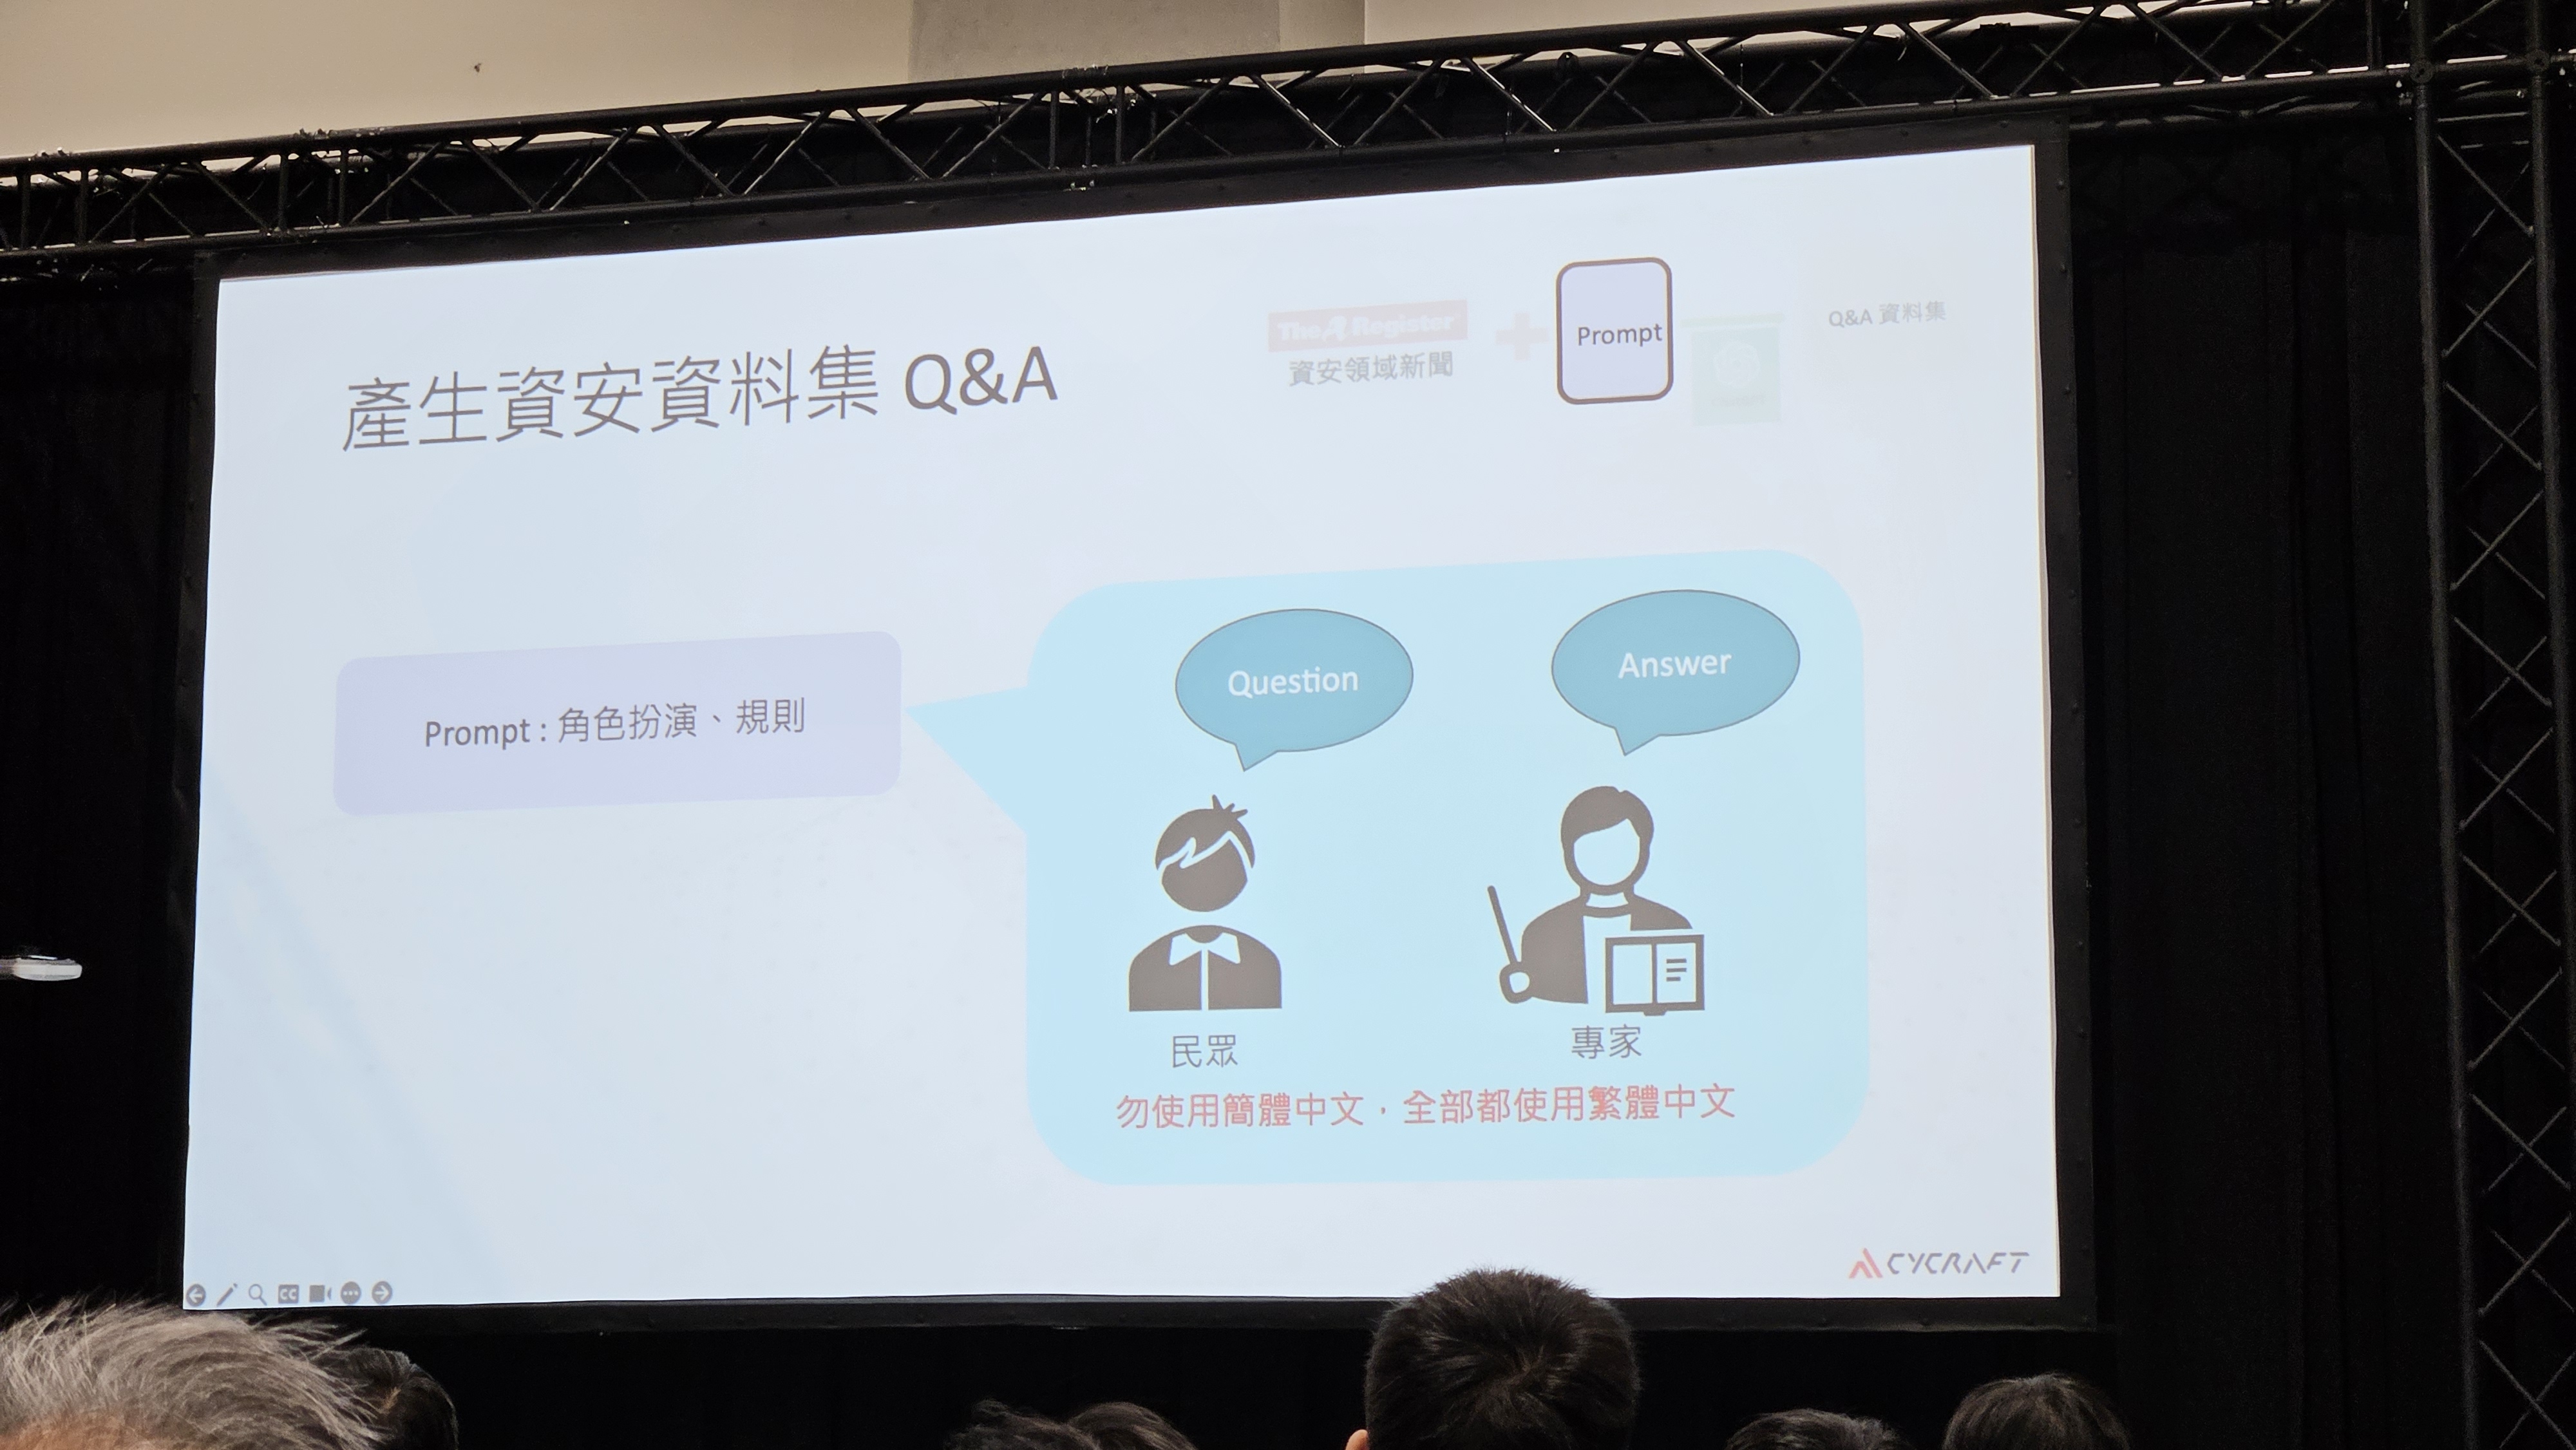 產生資安資料集 Q&A
The Register
資安領域新聞
Prompt
Q&A 資料集
Prompt : 角色扮演、規則
Question
Answer
民眾
專家
勿使用簡體中文，全部都使用繁體中文
CC
CYCRAFT